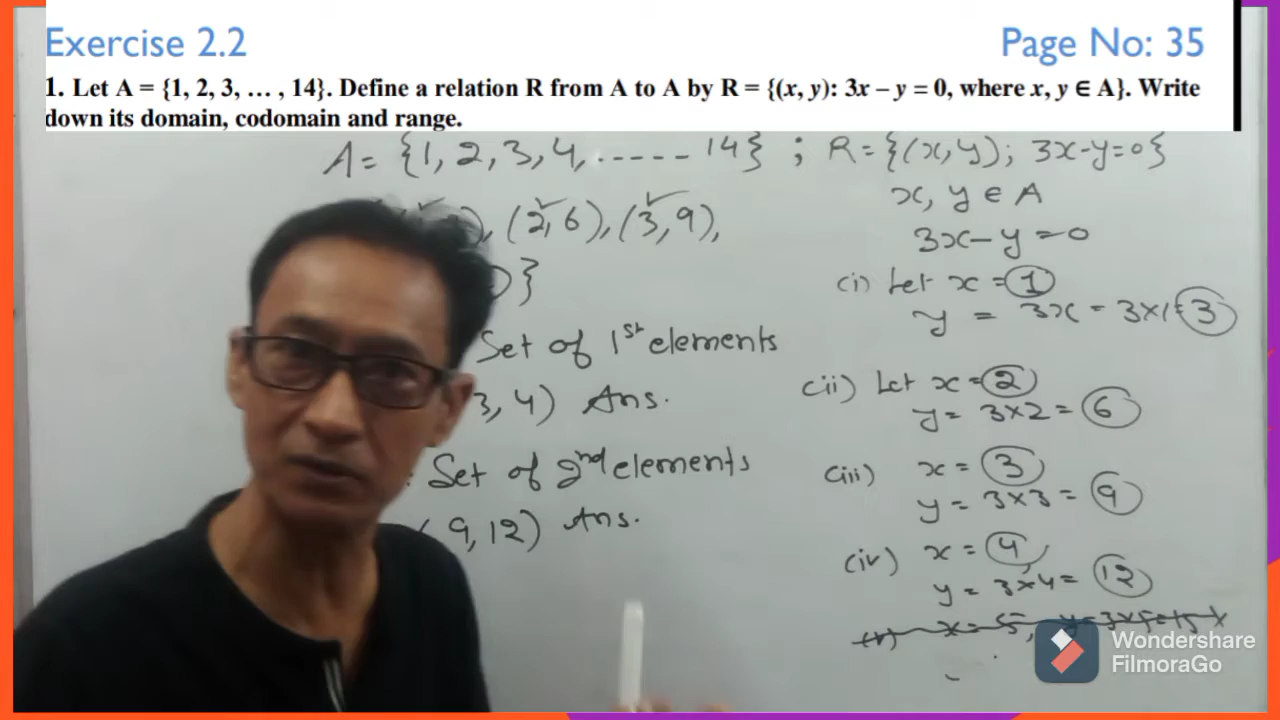 Exercise 2.2
Page No: 35
1. Let A = {1, 2, 3, … , 14}. Define a relation R from A to A by R = {(x, y): 3x – y = 0, where x, y ∈ A}. Write
down its domain, codomain and range.
A = {1, 2, 3, 4, ..... 14} ; R = {(x, y); 3x-y=0}
x, y ∈ A
(2, 6), (3, 9),
3x - y = 0
)}
(i) Let x = 1
y = 3x = 3×1 = 3
Set of 1st elements
(ii) Let x = 2
3, 4) Ans.
y = 3×2 = 6
: Set of 2nd elements
(iii) x = 3
y = 3×3 = 9
9, 12) Ans.
(iv) x = 4,
y = 3×4 = 12
(v) x = 5, y = 3×5 = 15 x
Wondershare
FilmoraGo